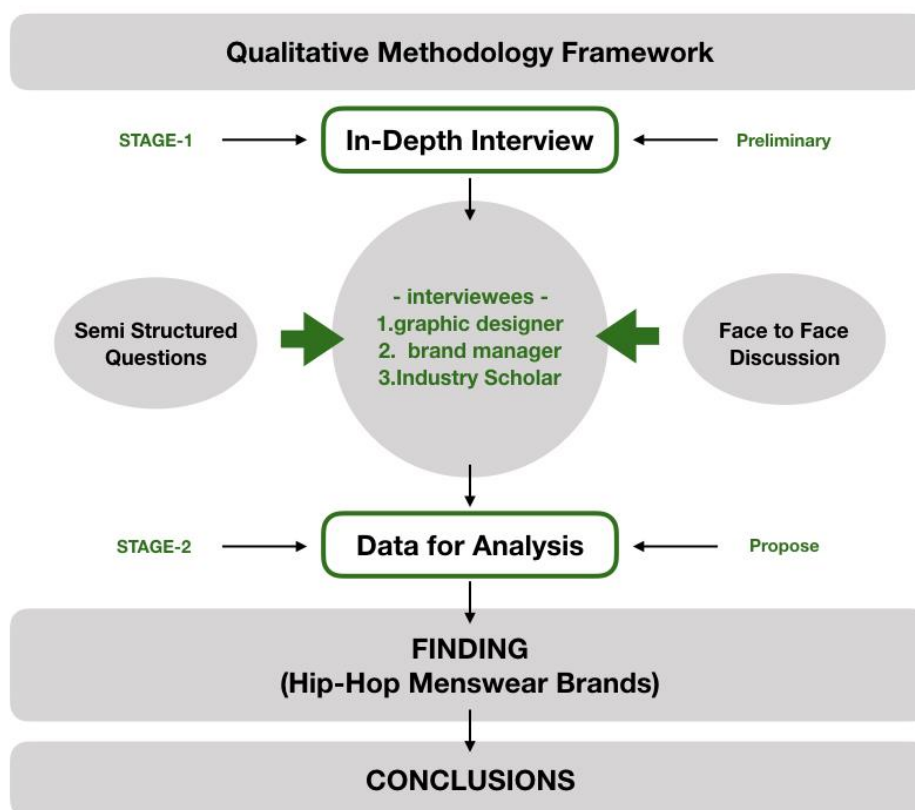 Qualitative Methodology Framework
STAGE-1
In-Depth Interview
Preliminary
Semi Structured
Questions
- interviewees -
1.graphic designer
2. brand manager
3.Industry Scholar
Face to Face
Discussion
STAGE-2
Data for Analysis
Propose
FINDING
(Hip-Hop Menswear Brands)
CONCLUSIONS